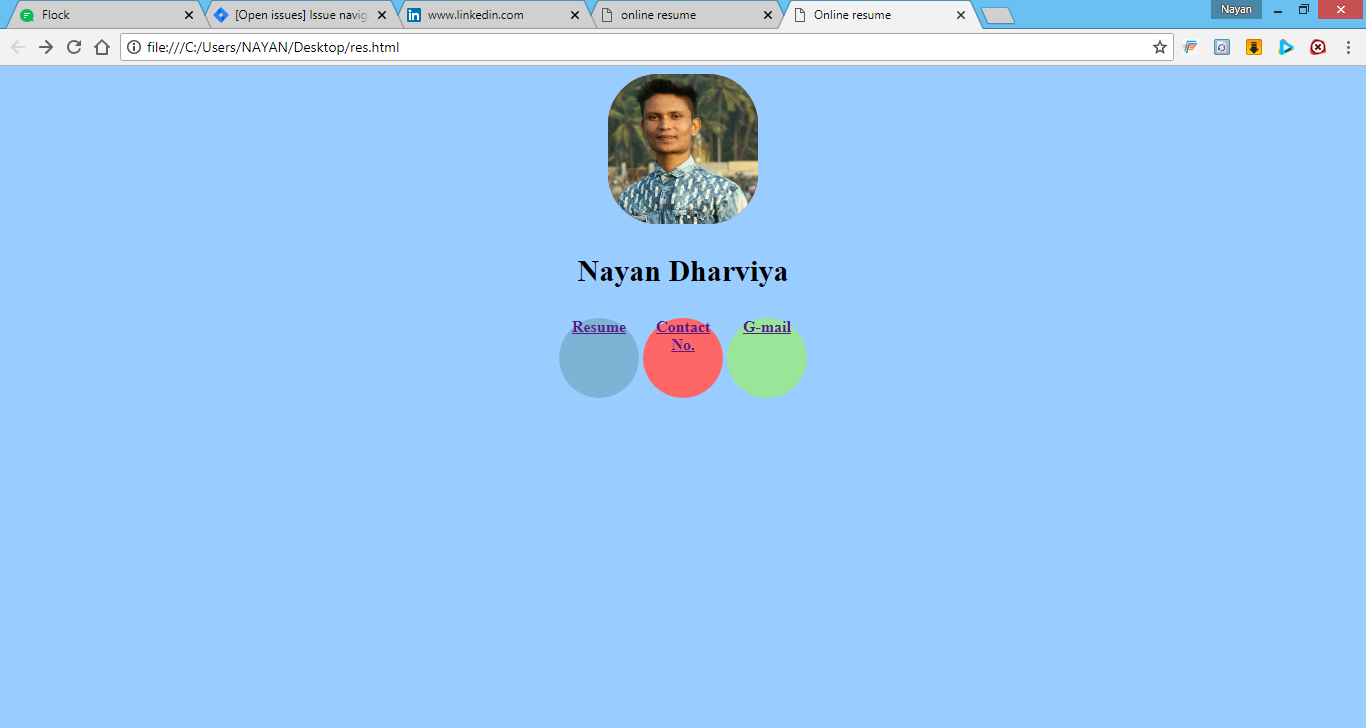 Flock
[Open issues] Issue navig
www.linkedin.com
online resume
Online resume
Nayan
file:///C:/Users/NAYAN/Desktop/res.html
Nayan Dharviya
Resume
Contact
No.
G-mail